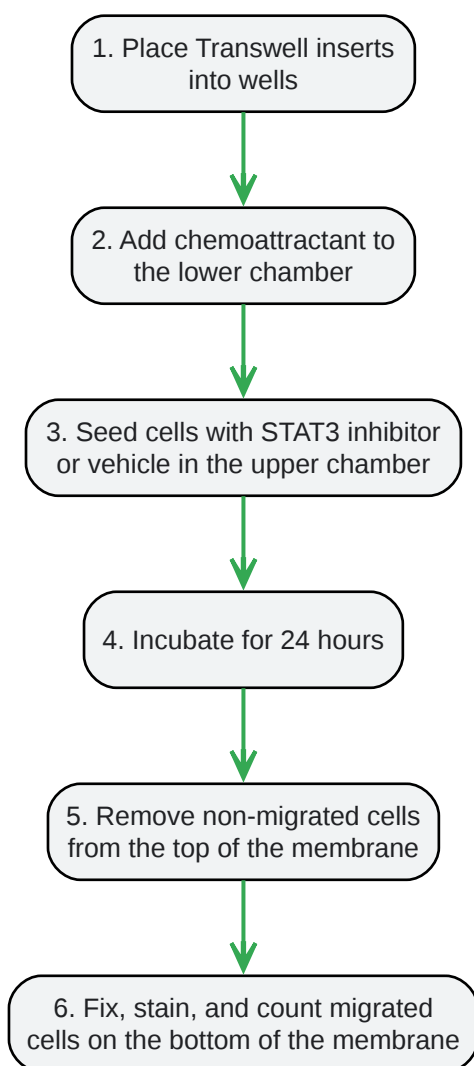 1. Place Transwell inserts
into wells
2. Add chemoattractant to
the lower chamber
3. Seed cells with STAT3 inhibitor
or vehicle in the upper chamber
4. Incubate for 24 hours
5. Remove non-migrated cells
from the top of the membrane
6. Fix, stain, and count migrated
cells on the bottom of the membrane